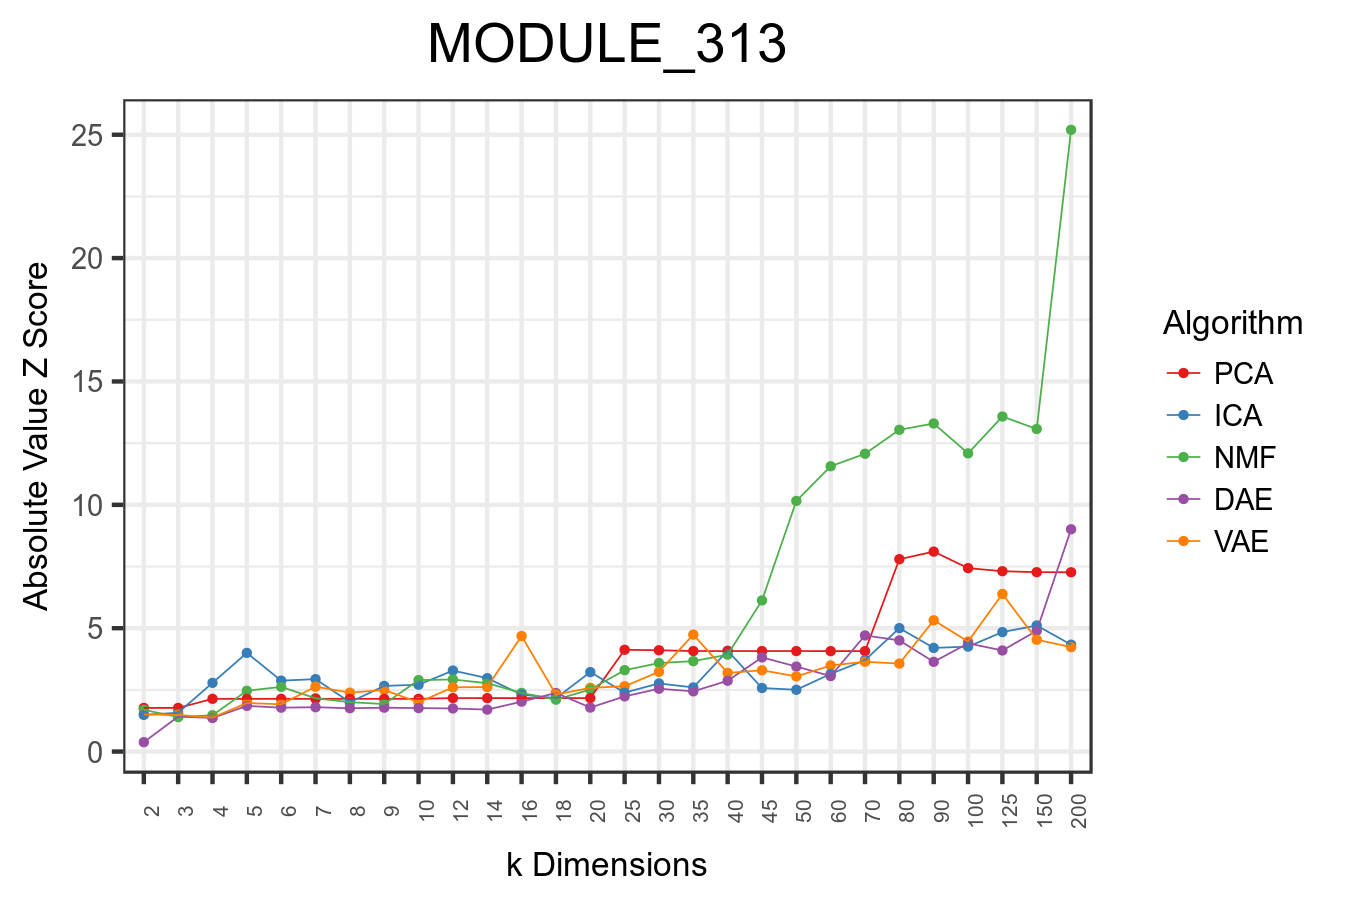 MODULE_313
Absolute Value Z Score
25
20
15
10
5
0
2 3 4 5 6 7 8 9 10 12 14 16 18 20 25 30 35 40 45 50 60 70 80 90 100 125 150 200
k Dimensions
Algorithm
PCA
ICA
NMF
DAE
VAE